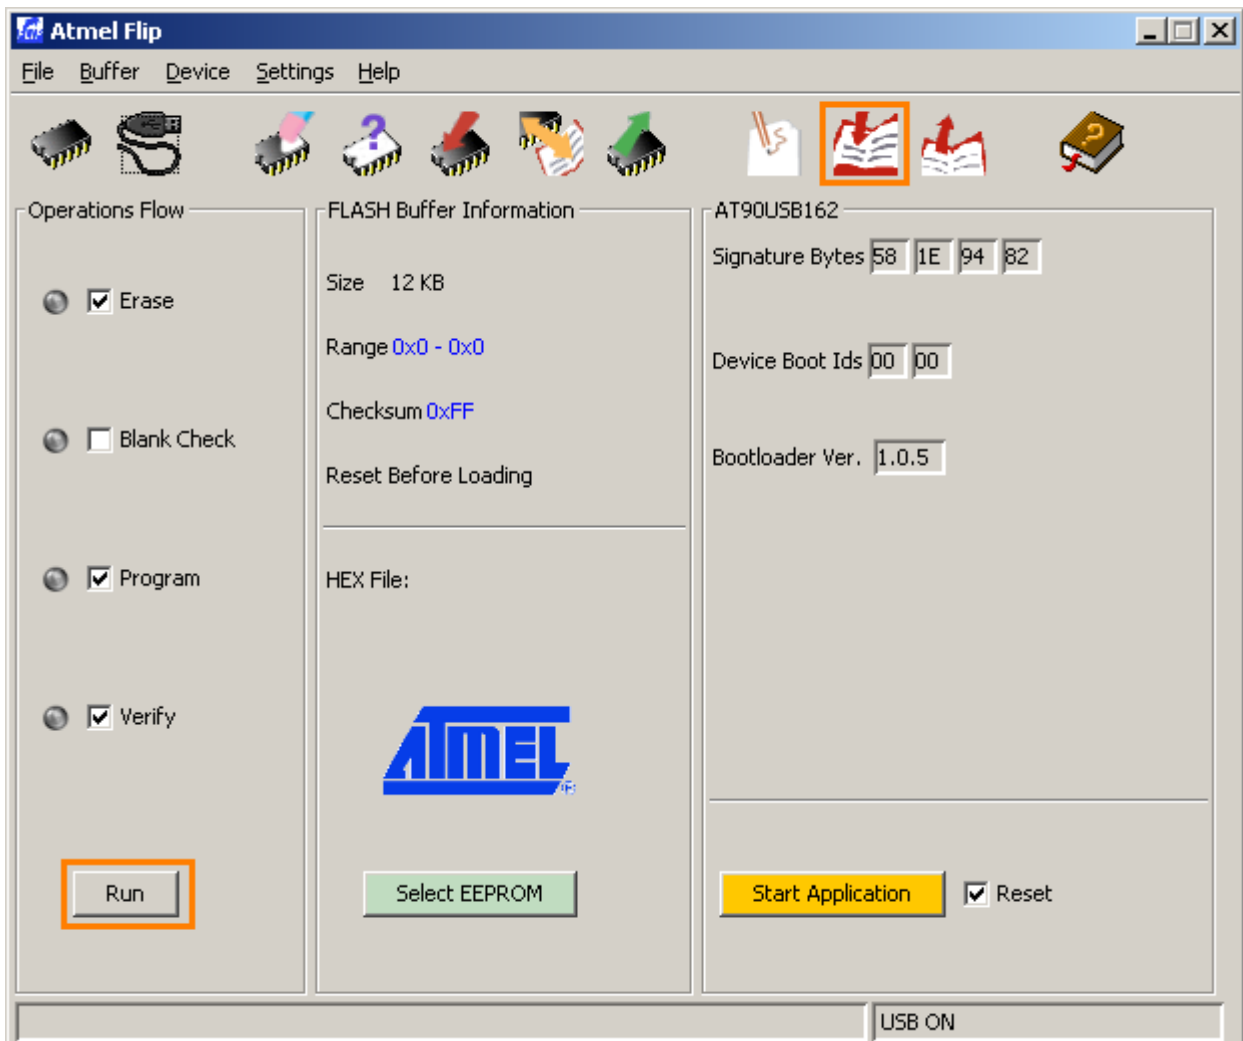 Atmel Flip
File Buffer Device Settings Help
Operations Flow
Erase
Blank Check
Program
Verify
Run
FLASH Buffer Information
Size 12 KB
Range 0x0 - 0x0
Checksum 0xFF
Reset Before Loading
HEX File:
ATMEL
Select EEPROM
AT90USB162
Signature Bytes 58 1E 94 82
Device Boot Ids 00 00
Bootloader Ver. 1.0.5
Start Application Reset
USB ON